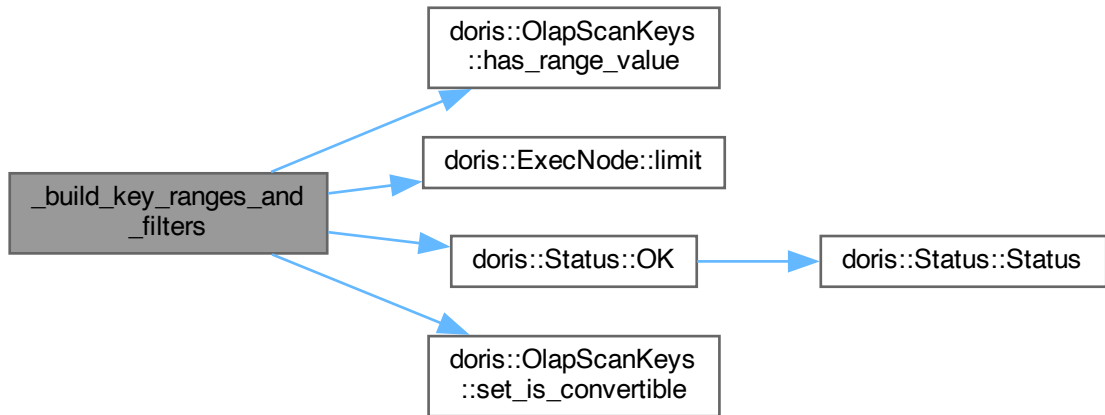 doris::OlapScanKeys
::has_range_value
doris::ExecNode::limit
_build_key_ranges_and
_filters
doris::Status::OK
doris::Status::Status
doris::OlapScanKeys
::set_is_convertible